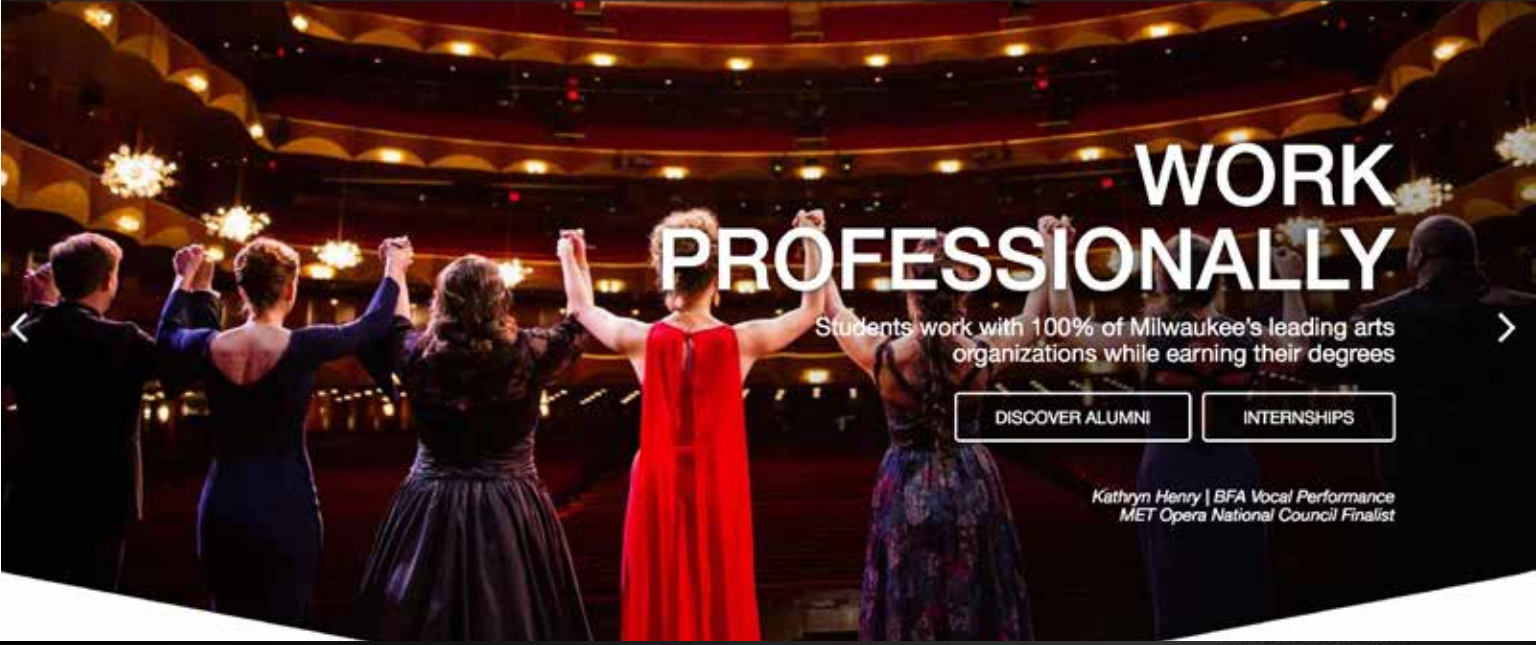 WORK
PROFESSIONALLY
Students work with 100% of Milwaukee's leading arts
organizations while earning their degrees
DISCOVER ALUMNI
INTERNSHIPS
Kathryn Henry | BFA Vocal Performance
MET Opera National Council Finalist